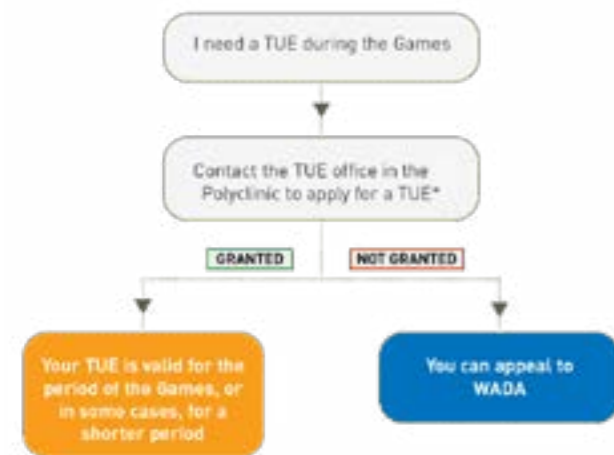 I need a TUE during the Games
Contact the TUE office in the
Polyclinic to apply for a TUE*
GRANTED
NOT GRANTED
Your TUE is valid for the
period of the Games, or
in some cases, for a
shorter period
You can appeal to
WADA